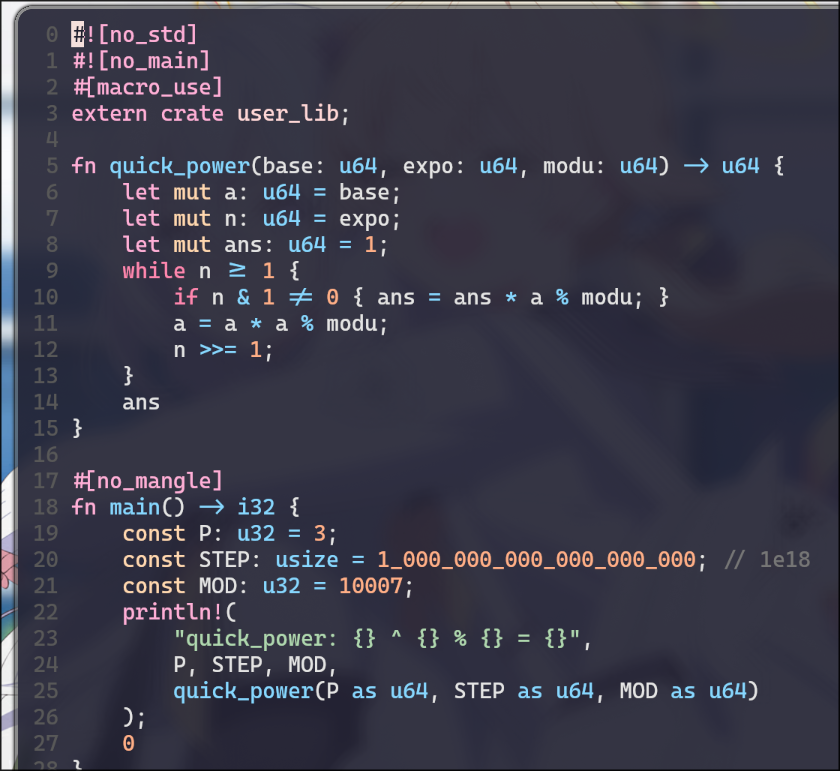 0 #![no_std]
1 #![no_main]
2 #[macro_use]
3 extern crate user_lib;
4
5 fn quick_power(base: u64, expo: u64, modu: u64) -> u64 {
6     let mut a: u64 = base;
7     let mut n: u64 = expo;
8     let mut ans: u64 = 1;
9     while n >= 1 {
10         if n & 1 != 0 { ans = ans * a % modu; }
11         a = a * a % modu;
12         n >>= 1;
13     }
14     ans
15 }
16
17 #[no_mangle]
18 fn main() -> i32 {
19     const P: u32 = 3;
20     const STEP: usize = 1_000_000_000_000_000_000; // 1e18
21     const MOD: u32 = 10007;
22     println!(
23         "quick_power: {} ^ {} % {} = {}",
24         P, STEP, MOD,
25         quick_power(P as u64, STEP as u64, MOD as u64)
26     );
27     0
28 }